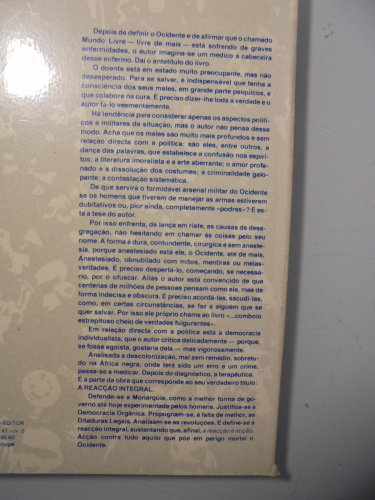 Depois de definir o Ocidente e de afirmar que o chamado
Mundo Livre — livre de mais — está sofrendo de graves
enfermidades, o autor imagina-se um médico à cabeceira
desse enfermo. Daí o antetítulo do livro.
O doente está em estado muito preocupante, mas não
desesperado. Para se salvar, é indispensável que tenha a
consciência dos seus males, em grande parte psíquicos, e
que colabore na cura. É preciso dizer-lhe toda a verdade e o
autor fá-lo veementemente.
Há tendência para considerar apenas os aspectos políti-
cos e militares da situação, mas o autor não pensa desse
modo. Acha que os males são muito mais profundos e sem
relação directa com a política: são eles, entre outros, a
dança das palavras, que estabelece a confusão nos espíri-
tos; a literatura imoralista e a arte aberrante; o amor profa-
nado e a dissolução dos costumes; a criminalidade galo-
pante; a contestação sistemática.
De que servirá o formidável arsenal militar do Ocidente
se os homens que tiverem de manejar as armas estiverem
dubitativos ou, pior ainda, completamente «podres»? É es-
ta a tese do autor.
Por isso enfrenta, de lança em riste, as causas de desa-
gregação, não hesitando em chamar às coisas pelo seu
nome. A forma é dura, contundente, cirúrgica e sem aneste-
sia, porque anestesiado está ele, o Ocidente, até de mais.
Anestesiado, obnubilado com mitos, mentiras ou meias-
verdades. É preciso despertá-lo, começando, se necessá-
rio, por o ofuscar. Aliás o autor está convencido de que
centenas de milhões de pessoas pensam como ele, mas de
forma indecisa e obscura. É preciso acordá-las, sacudi-las,
como, em certas circunstâncias, se faz a alguém que se
quer salvar. Por isso ele próprio chama ao livro «...comboio
estrepitoso cheio de verdades fulgurantes».
Em relação directa com a política está a democracia
individualista, que o autor critica delicadamente — porque,
se fosse egoísta, gostaria dela — mas vigorosamente.
Analisada a descolonização, mal sem remédio, sobretu-
do na África negra, onde terá sido um erro e um crime,
passa-se a medicar. Depois do diagnóstico, a terapêutica.
É a parte da obra que corresponde ao seu verdadeiro título:
A REACÇÃO INTEGRAL.
Defende-se a Monarquia, como a melhor forma de go-
verno até hoje experimentada pelos homens. Justifica-se a
Democracia Orgânica. Propugnam-se, à falta de melhor, as
Ditaduras Legais. Analisam-se as revoluções. E define-se a
reacção integral, sustentando que, afinal, a reacção é acção.
Acção contra tudo aquilo que põe em perigo mortal o
Ocidente.
EDITOR